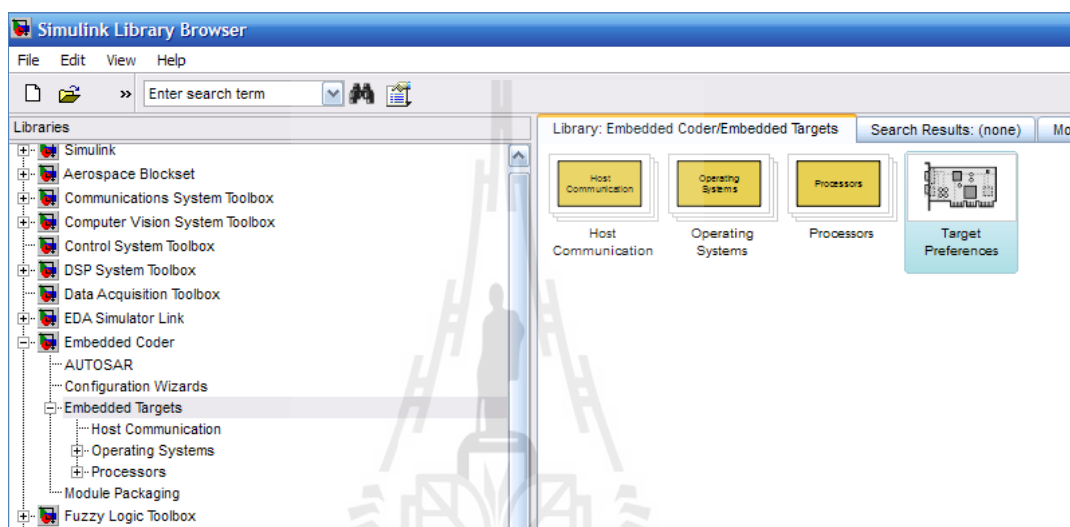 Simulink Library Browser
File Edit View Help
» Enter search term
Libraries
Simulink
Aerospace Blockset
Communications System Toolbox
Computer Vision System Toolbox
Control System Toolbox
DSP System Toolbox
Data Acquisition Toolbox
EDA Simulator Link
Embedded Coder
AUTOSAR
Configuration Wizards
Embedded Targets
Host Communication
Operating Systems
Processors
Module Packaging
Fuzzy Logic Toolbox
Library: Embedded Coder/Embedded Targets Search Results: (none) Mo
Host
Communication
Operating
Systems
Processors
Host
Communication
Operating
Systems
Processors
Target
Preferences